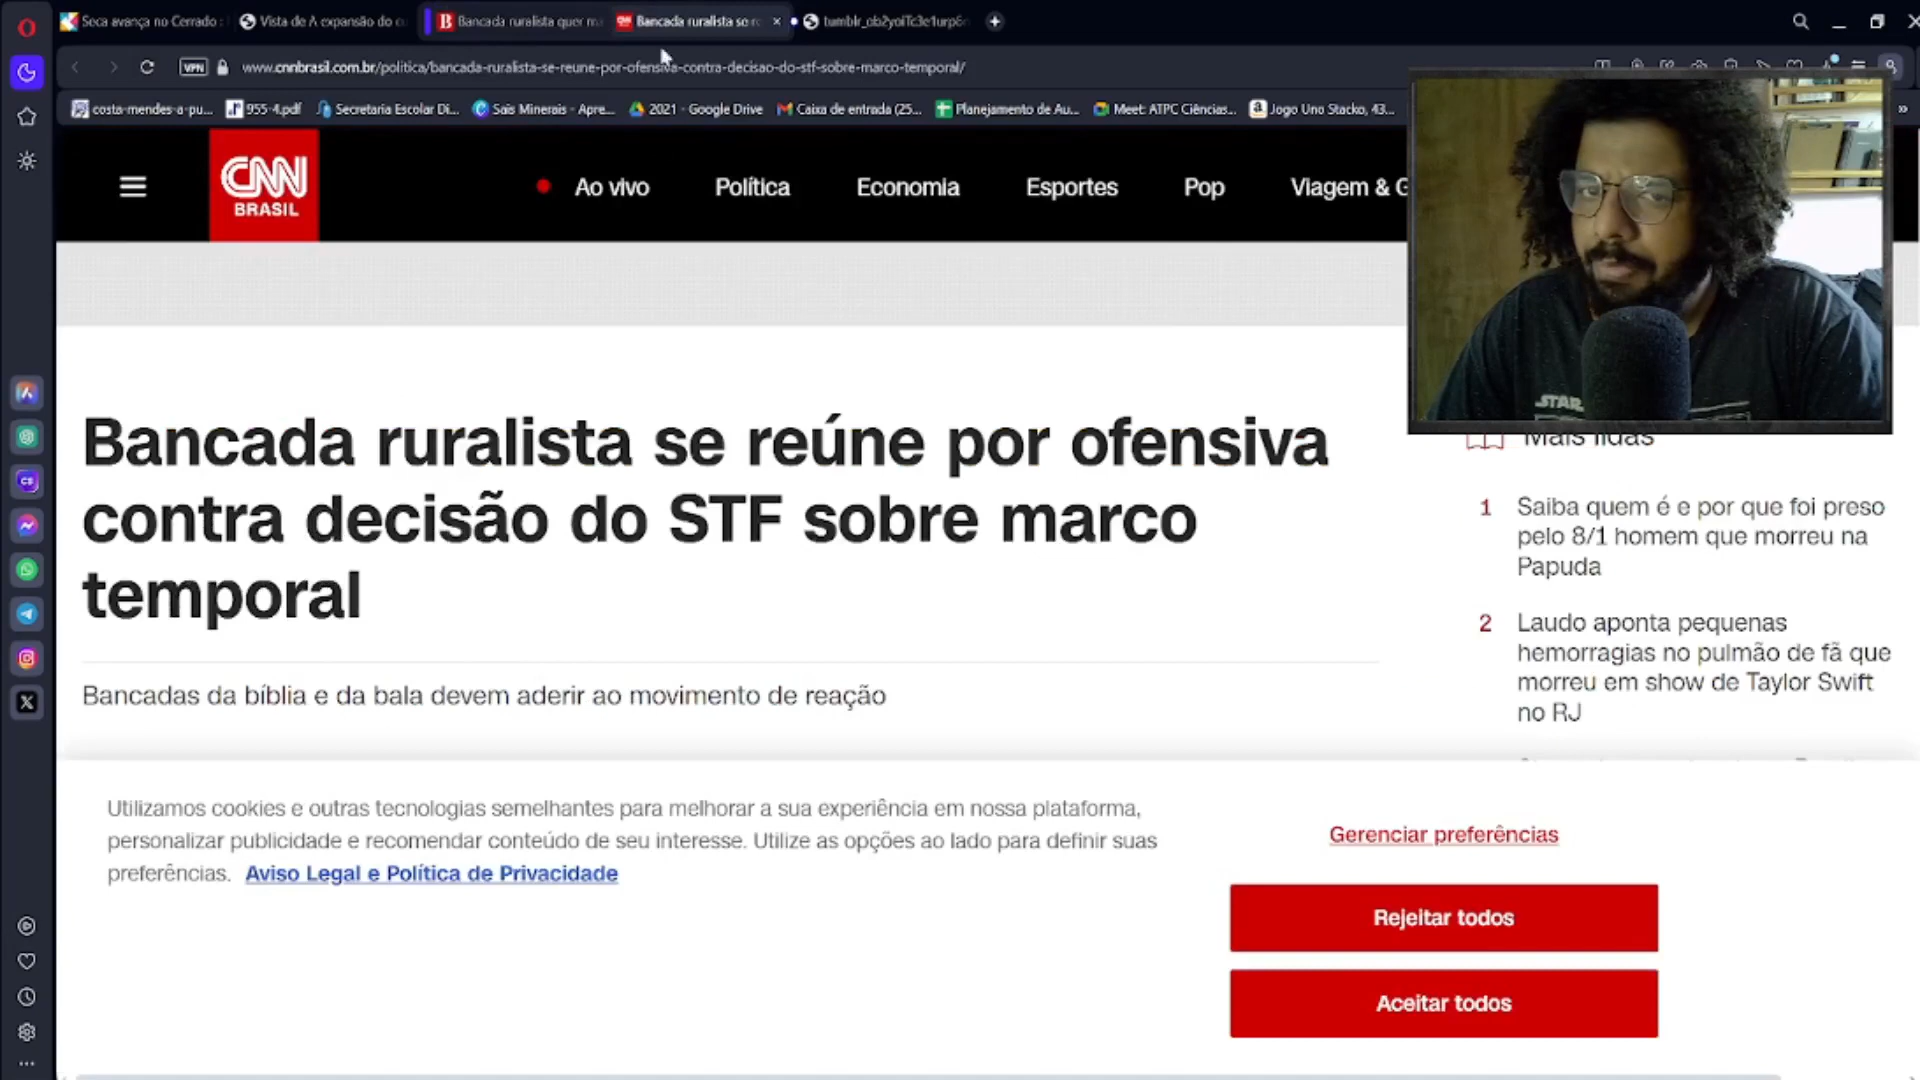 Seca avança no Cerrado
Vista de A expansão do
Bancada ruralista quer
Bancada ruralista se
VPN
www.cnnbrasil.com.br/politica/bancada-ruralista-se-reune-por-ofensiva-contra-decisao-do-stf-sobre-marco-temporal/
costa-mendes-a-pu...
955-4.pdf
Secretaria Escolar Di...
Sais Minerais - Apre...
2021 - Google Drive
Caixa de entrada (25...
Planejamento de Au...
Meet: ATPC Ciências...
Jogo Uno Stacko, 43...
CNN
BRASIL
Ao vivo
Política
Economia
Esportes
Pop
Viagem & G
STAR
Bancada ruralista se reúne por ofensiva
contra decisão do STF sobre marco
temporal
Bancadas da bíblia e da bala devem aderir ao movimento de reação
Mais lidas
1 Saiba quem é e por que foi preso
pelo 8/1 homem que morreu na
Papuda
2 Laudo aponta pequenas
hemorragias no pulmão de fã que
morreu em show de Taylor Swift
no RJ
Utilizamos cookies e outras tecnologias semelhantes para melhorar a sua experiência em nossa plataforma,
personalizar publicidade e recomendar conteúdo de seu interesse. Utilize as opções ao lado para definir suas
preferências. Aviso Legal e Política de Privacidade
Gerenciar preferências
Rejeitar todos
Aceitar todos